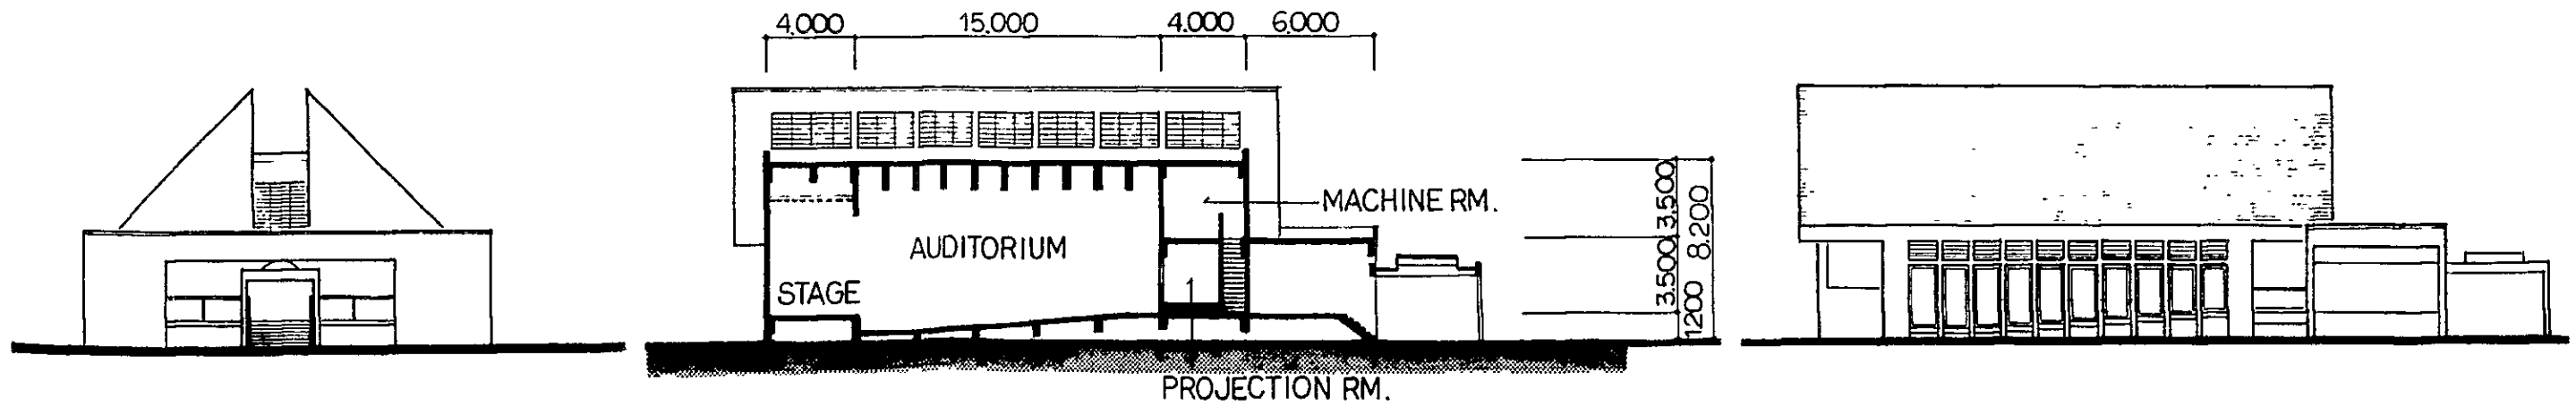 4.000 15.000 4.000 6.000
MACHINE RM.
AUDITORIUM
STAGE
3.500
3.500
1200
8.200
PROJECTION RM.